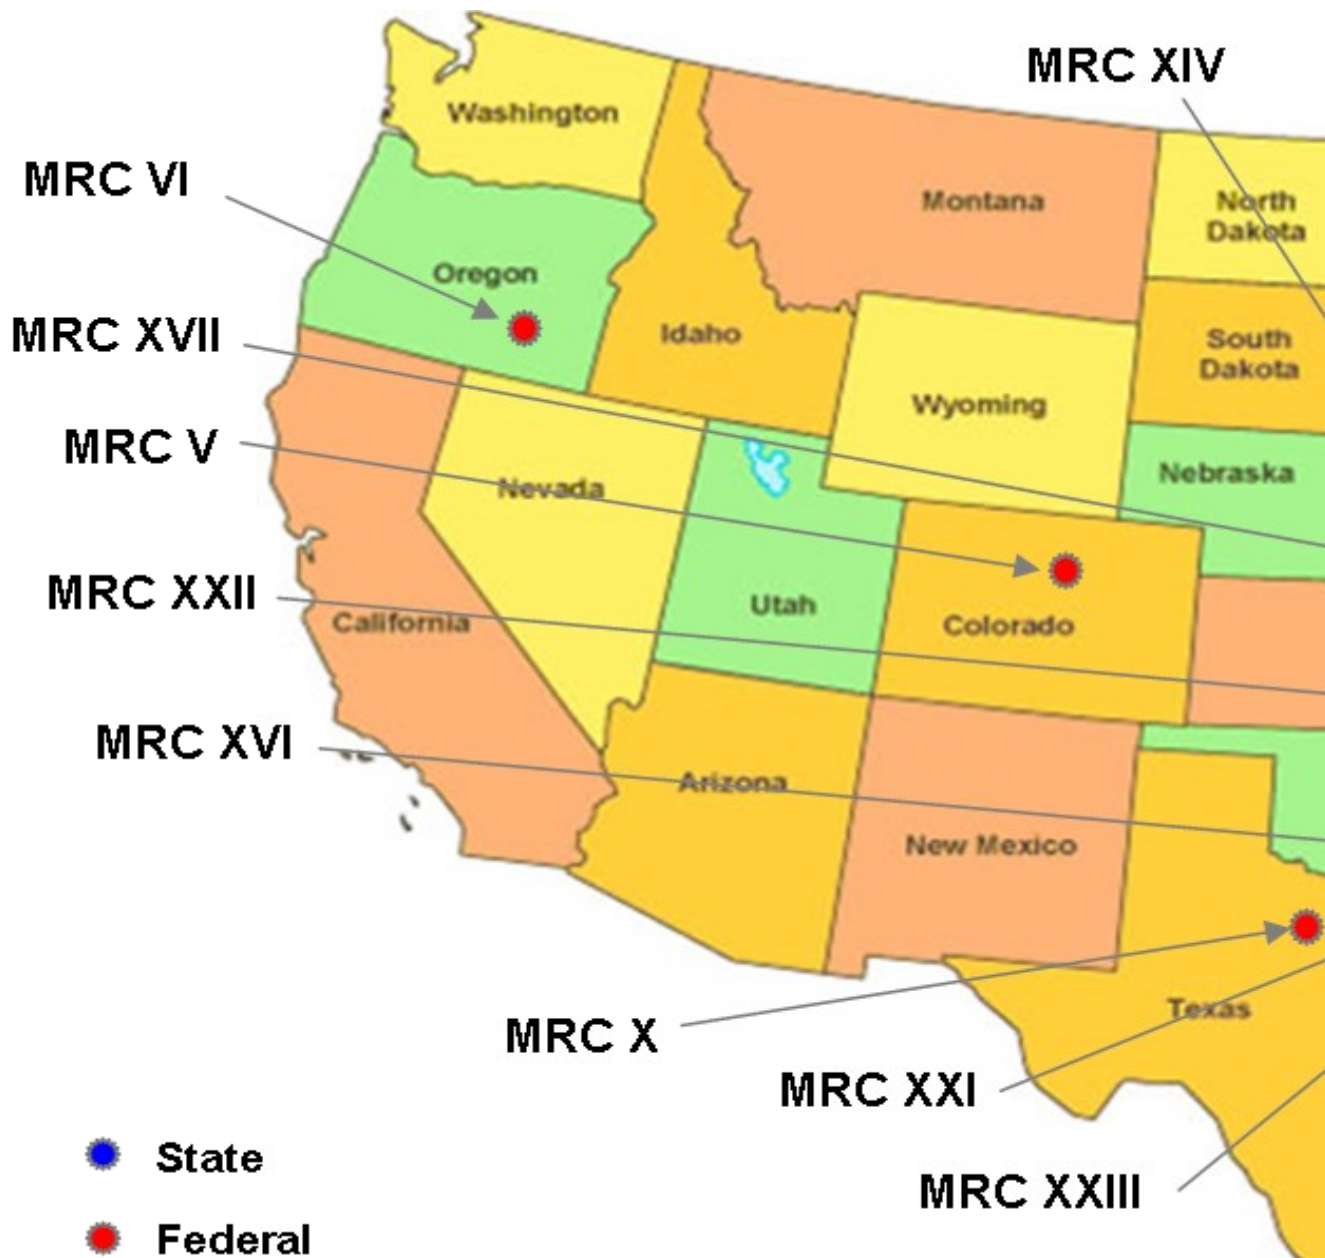 MRC XIV
Washington
MRC VI
Montana
North
Dakota
Oregon
MRC XVII
Idaho
South
Dakota
Wyoming
MRC V
Nevada
Nebraska
MRC XXII
Utah
California
Colorado
MRC XVI
Arizona
New Mexico
Texas
MRC X
MRC XXI
State
MRC XXIII
Federal